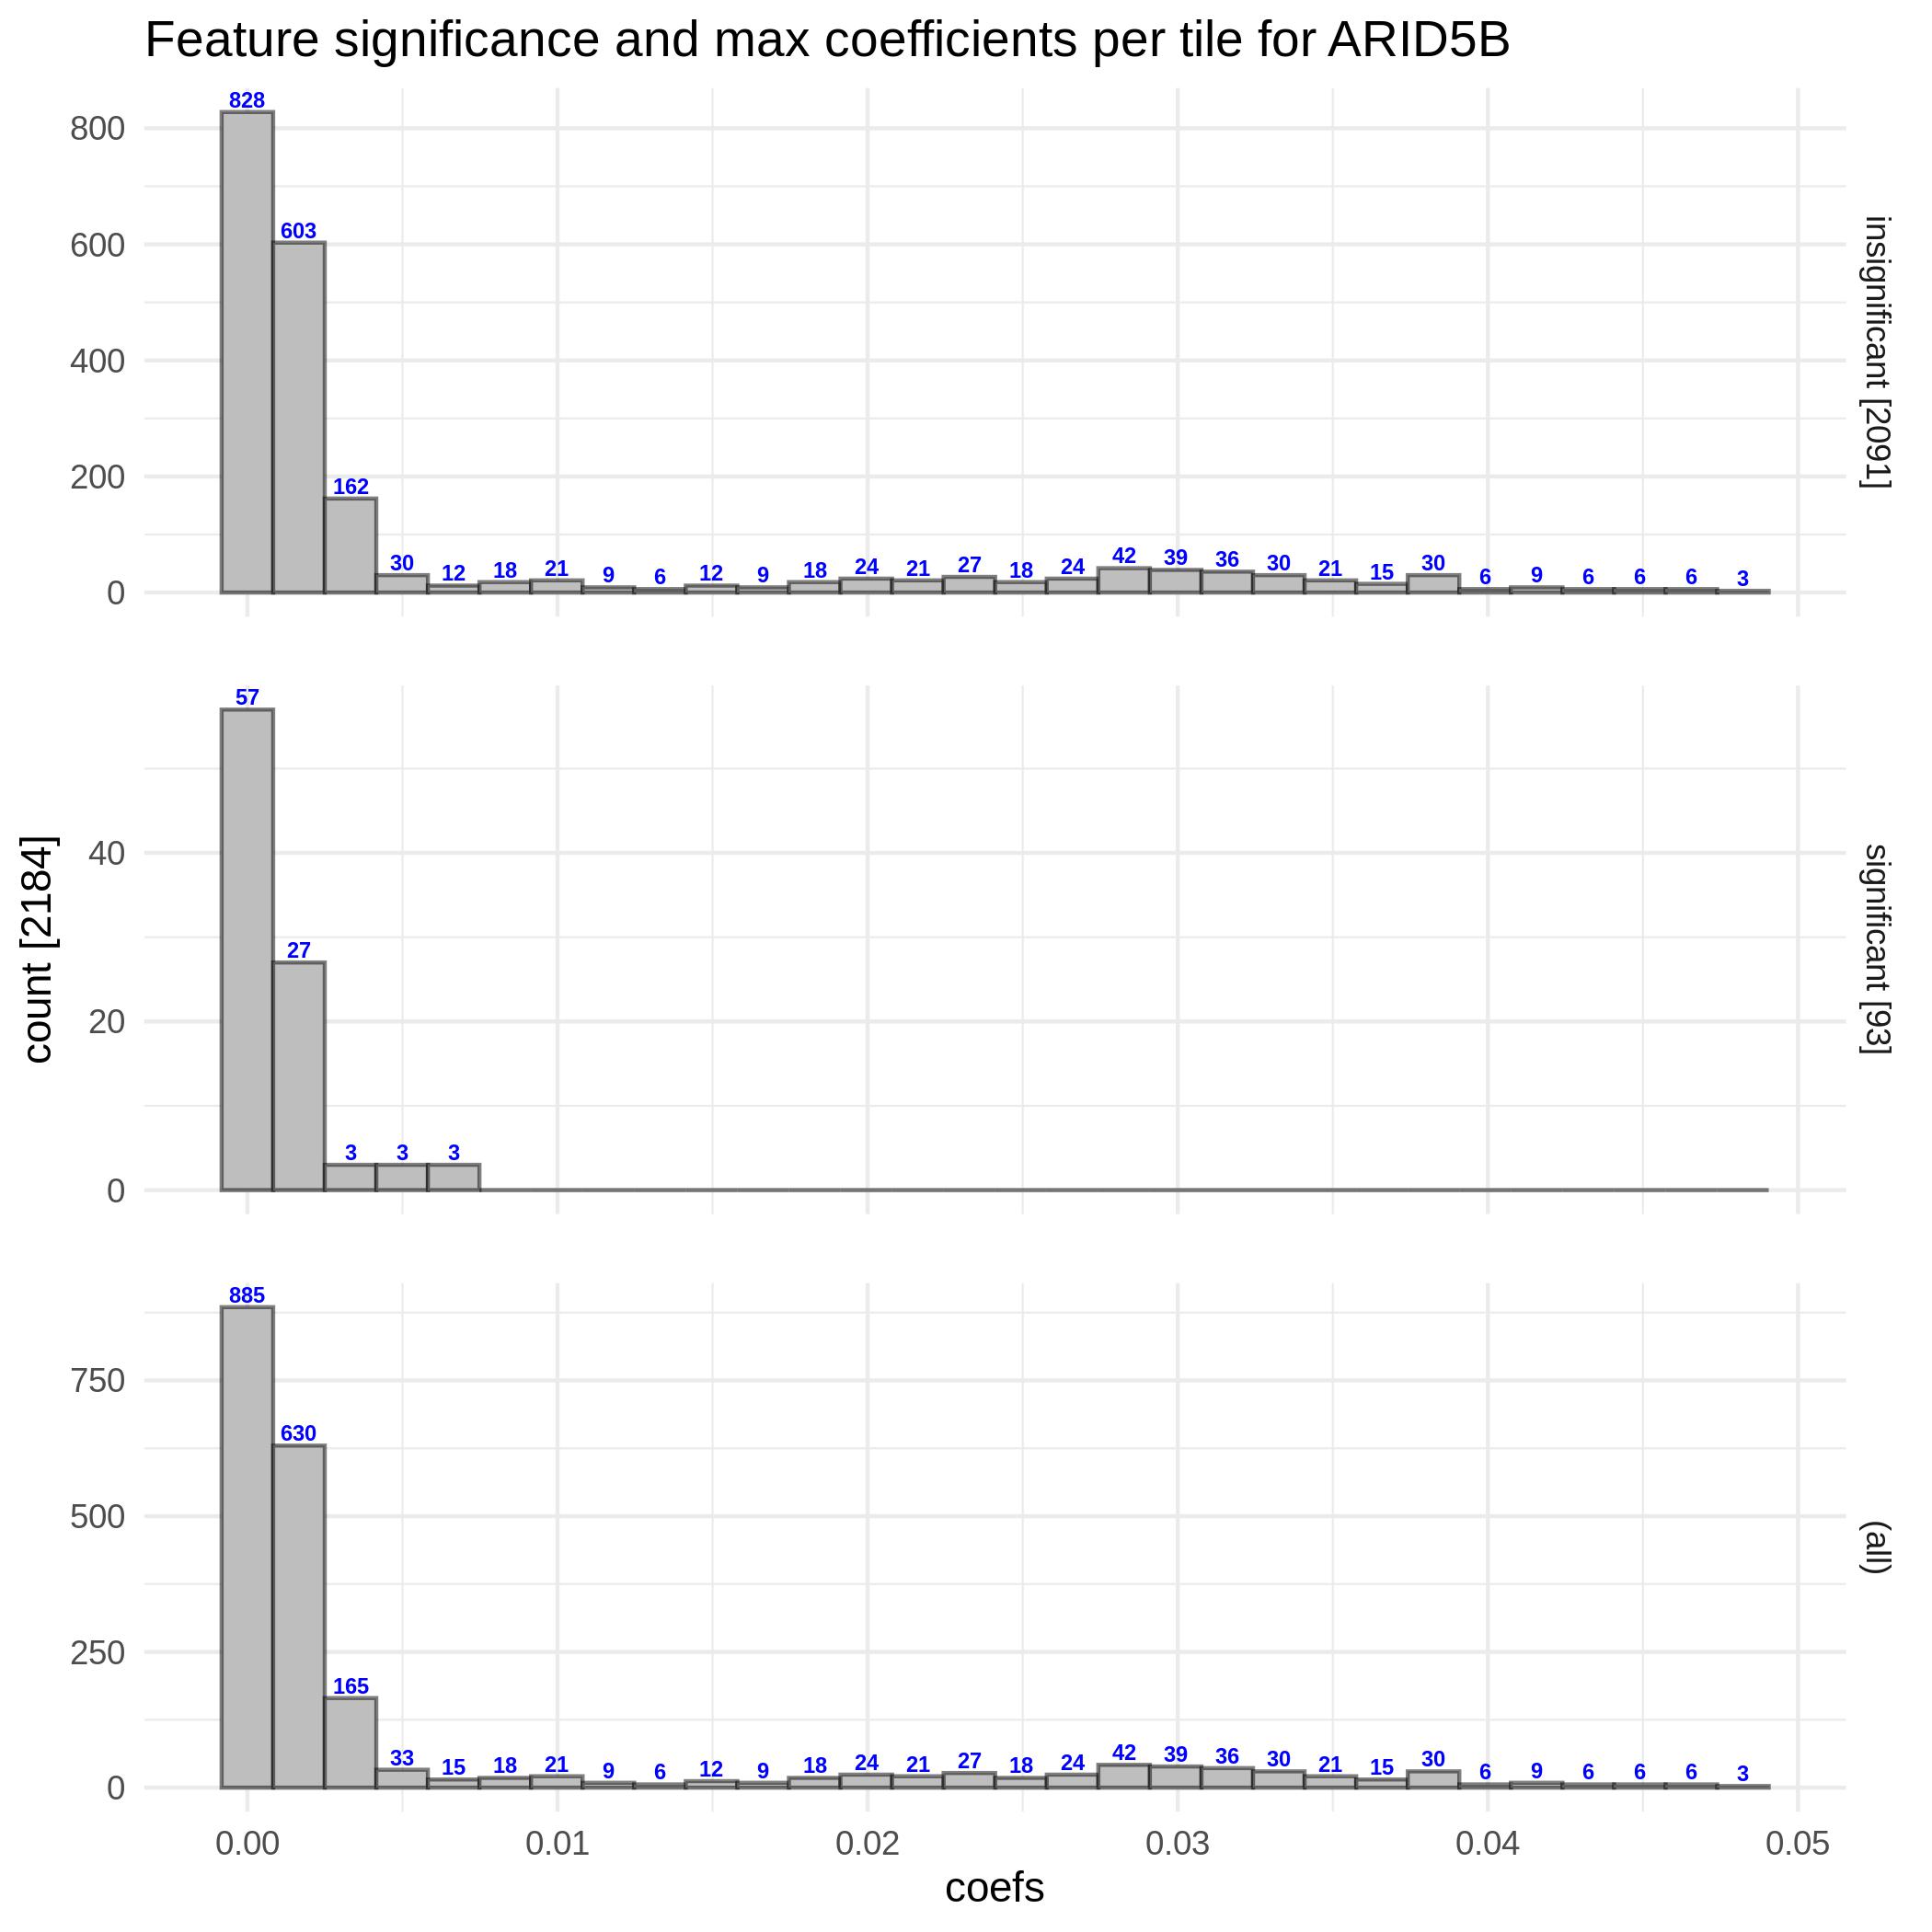 Feature significance and max coefficients per tile for ARID5B
828
603
162
30 12 18 21 9 6 12 9 18 24 21 27 18 24 42 39 36 30 21 15 30 6 9 6 6 6 3
800
600
400
200
0
insignificant [2091]
57
27
3 3 3
40
20
0
significant [93]
count [2184]
885
630
165
33 15 18 21 9 6 12 9 18 24 21 27 18 24 42 39 36 30 21 15 30 6 9 6 6 6 3
750
500
250
0
(all)
0.00 0.01 0.02 0.03 0.04 0.05
coefs